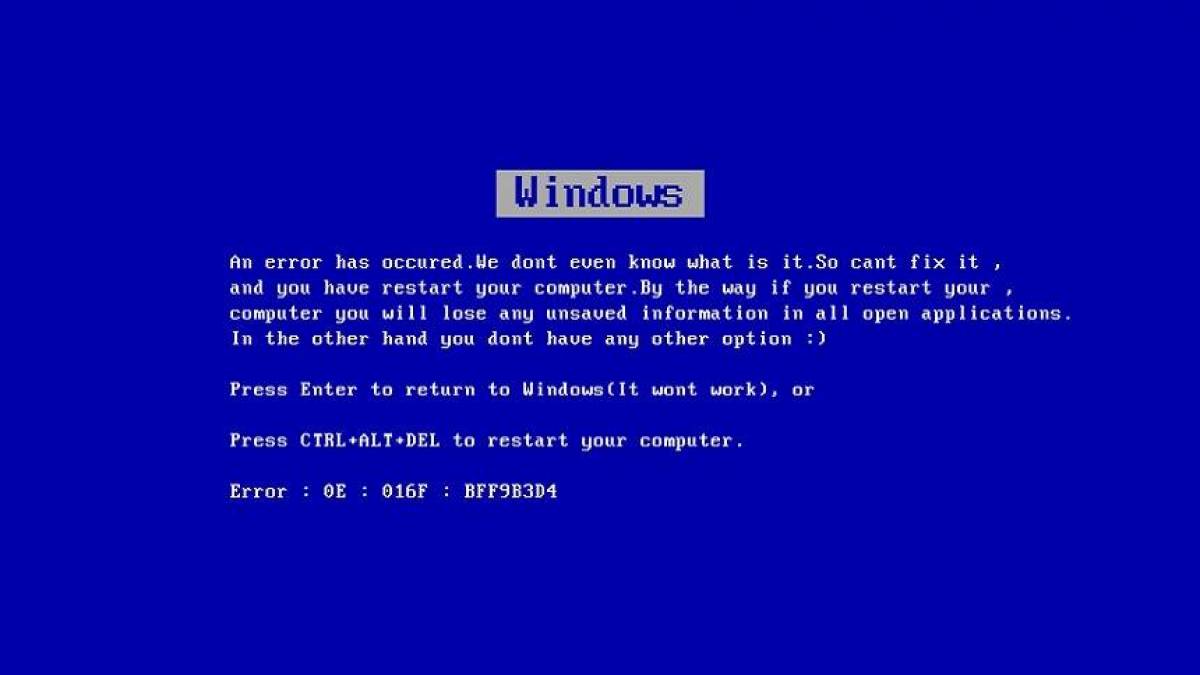 Windows
An error has occured.We dont even know what is it.So cant fix it ,
and you have restart your computer.By the way if you restart your ,
computer you will lose any unsaved information in all open applications.
In the other hand you dont have any other option :)
Press Enter to return to Windows(It wont work), or
Press CTRL+ALT+DEL to restart your computer.
Error : 0E : 016F : BFF9B3D4